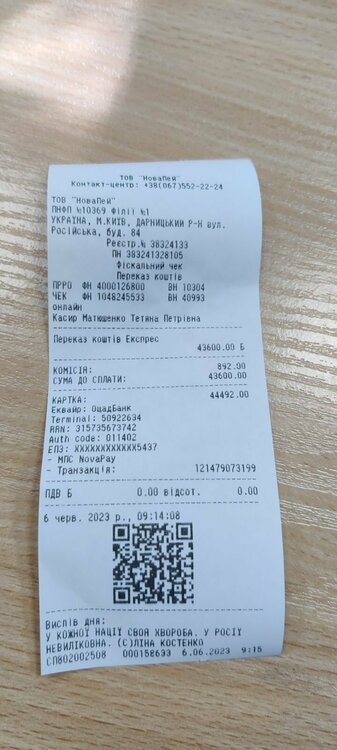 ТОВ "НоваПей"
Контакт-центр: +38(067)552-22-24
ТОВ "НоваПей"
ПНФП №10369 Філії №1
УКРАЇНА, М.КИЇВ, ДАРНИЦЬКИЙ Р-Н вул.
Російська, буд. 84
Реєстр.№ 38324133
ПН 383241328105
Фіскальний чек
Переказ коштів
ПРРО ФН 4000126800 ВН 10304
ЧЕК ФН 1048245533 ВН 40993
онлайн
Касир Матюшенко Тетяна Петрівна
Переказ коштів Експрес
43600.00 Б
КОМІСІЯ: 892.00
СУМА ДО СПЛАТИ: 43600.00
КАРТКА: 44492.00
Еквайр: ОщадБанк
Terminal: 50922634
RRN: 315735673742
Auth code: 011402
ЕПЗ: XXXXXXXXXXXX5437
- МПС NovaPay
- Транзакція: 121479073199
ПДВ Б 0.00 відсот. 0.00
6 черв. 2023 р., 09:14:08
Вислів дня:
У КОЖНОЇ НАЦІЇ СВОЯ ХВОРОБА. У РОСІЇ
НЕВИЛІКОВНА. (С)ЛІНА КОСТЕНКО
СП802002508 000158633 6.06.2023 9:15